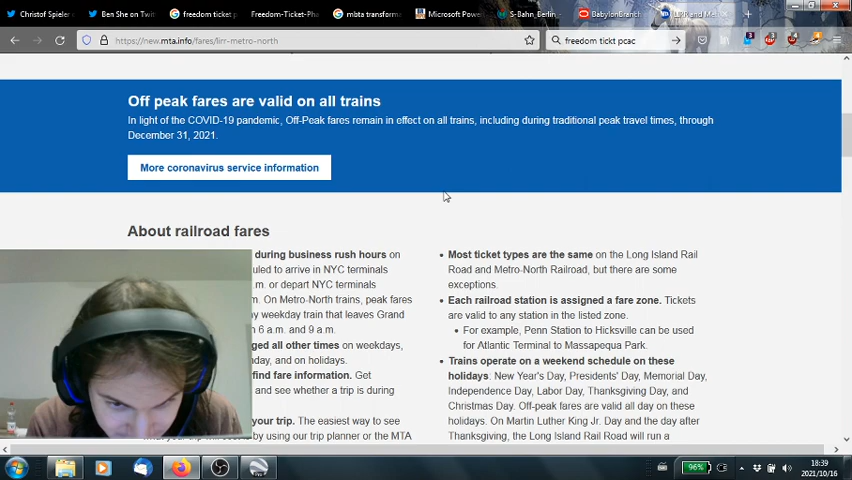 Christof Spieler
Ben She on Twit
freedom ticket p
Freedom-Ticket-Pha
mbta transforma
Microsoft Power
S-Bahn_Berlin_
BabylonBranch
LIRR and Met
https://new.mta.info/fares/lirr-metro-north
freedom tickt pcac
Off peak fares are valid on all trains
In light of the COVID-19 pandemic, Off-Peak fares remain in effect on all trains, including during traditional peak travel times, through
December 31, 2021.
More coronavirus service information
About railroad fares
during business rush hours on
uled to arrive in NYC terminals
a.m. or depart NYC terminals
m. On Metro-North trains, peak fares
ny weekday train that leaves Grand
n 6 a.m. and 9 a.m.
ged all other times on weekdays,
nday, and on holidays.
find fare information. Get
and see whether a trip is during
your trip. The easiest way to see
by using our trip planner or the MTA
Most ticket types are the same on the Long Island Rail
Road and Metro-North Railroad, but there are some
exceptions.
Each railroad station is assigned a fare zone. Tickets
are valid to any station in the listed zone.
For example, Penn Station to Hicksville can be used
for Atlantic Terminal to Massapequa Park.
Trains operate on a weekend schedule on these
holidays: New Year's Day, Presidents' Day, Memorial Day,
Independence Day, Labor Day, Thanksgiving Day, and
Christmas Day. Off-peak fares are valid all day on these
holidays. On Martin Luther King Jr. Day and the day after
Thanksgiving, the Long Island Rail Road will run a
96%
18:39
2021/10/16